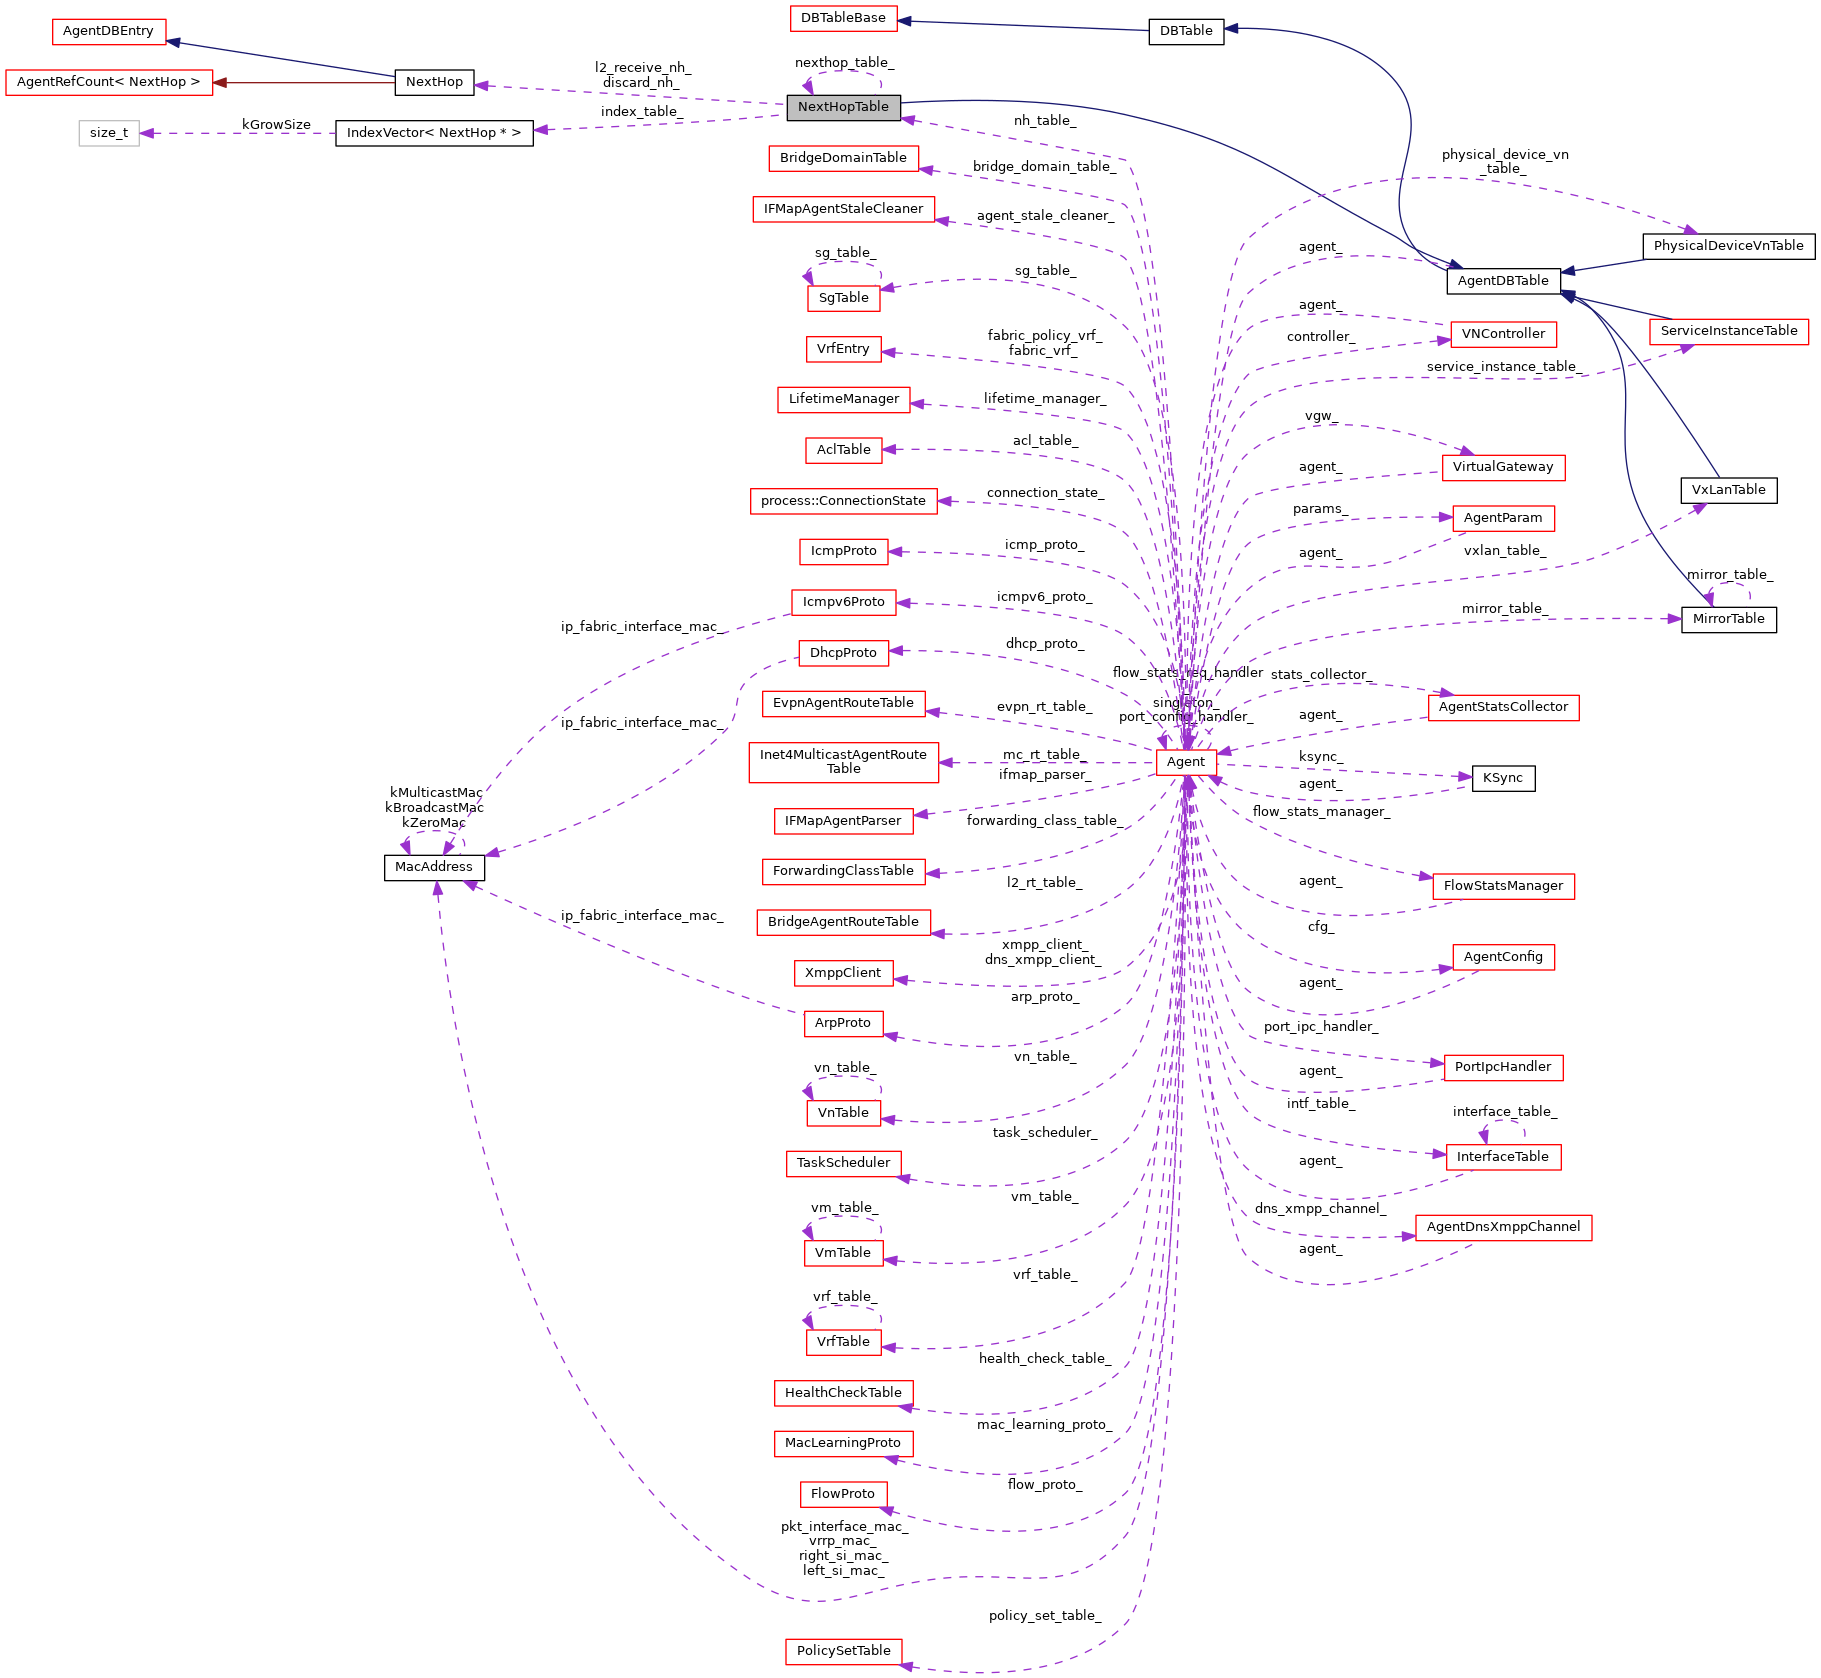 DBTableBase
AgentDBEntry
DBTable
nexthop_table_
l2_receive_nh_
discard_nh_
AgentRefCount< NextHop >
NextHop
NextHopTable
index_table_
nh_table_
kGrowSize
size_t
IndexVector< NextHop * >
BridgeDomainTable
bridge_domain_table_
physical_device_vn
_table_
IFMapAgentStaleCleaner
agent_stale_cleaner_
agent_
PhysicalDeviceVnTable
sg_table_
sg_table_
AgentDBTable
SgTable
agent_
fabric_policy_vrf_
fabric_vrf_
controller_
VNController
ServiceInstanceTable
VrfEntry
service_instance_table_
LifetimeManager
lifetime_manager_
vgw_
AclTable
acl_table_
agent_
VirtualGateway
process::ConnectionState
connection_state_
VxLanTable
params_
AgentParam
IcmpProto
icmp_proto_
agent_
vxlan_table_
mirror_table_
Icmpv6Proto
icmpv6_proto_
mirror_table_
MirrorTable
ip_fabric_interface_mac_
DhcpProto
dhcp_proto_
flow_stats_req_handler
_
stats_collector_
EvpnAgentRouteTable
evpn_rt_table_
singleton_
port_config_handler_
agent_
AgentStatsCollector
ip_fabric_interface_mac_
Inet4MulticastAgentRoute
Table
mc_rt_table_
Agent
ksync_
KSync
ifmap_parser_
agent_
kMulticastMac
kBroadcastMac
kZeroMac
IFMapAgentParser
forwarding_class_table_
flow_stats_manager_
MacAddress
ForwardingClassTable
l2_rt_table_
agent_
FlowStatsManager
ip_fabric_interface_mac_
BridgeAgentRouteTable
cfg_
xmpp_client_
dns_xmpp_client_
AgentConfig
XmppClient
agent_
arp_proto_
ArpProto
port_ipc_handler_
vn_table_
vn_table_
agent_
PortIpcHandler
VnTable
intf_table_
interface_table_
task_scheduler_
TaskScheduler
agent_
InterfaceTable
vm_table_
vm_table_
dns_xmpp_channel_
AgentDnsXmppChannel
VmTable
agent_
vrf_table_
vrf_table_
VrfTable
health_check_table_
HealthCheckTable
mac_learning_proto_
MacLearningProto
flow_proto_
FlowProto
pkt_interface_mac_
vrrp_mac_
right_si_mac_
left_si_mac_
policy_set_table_
PolicySetTable